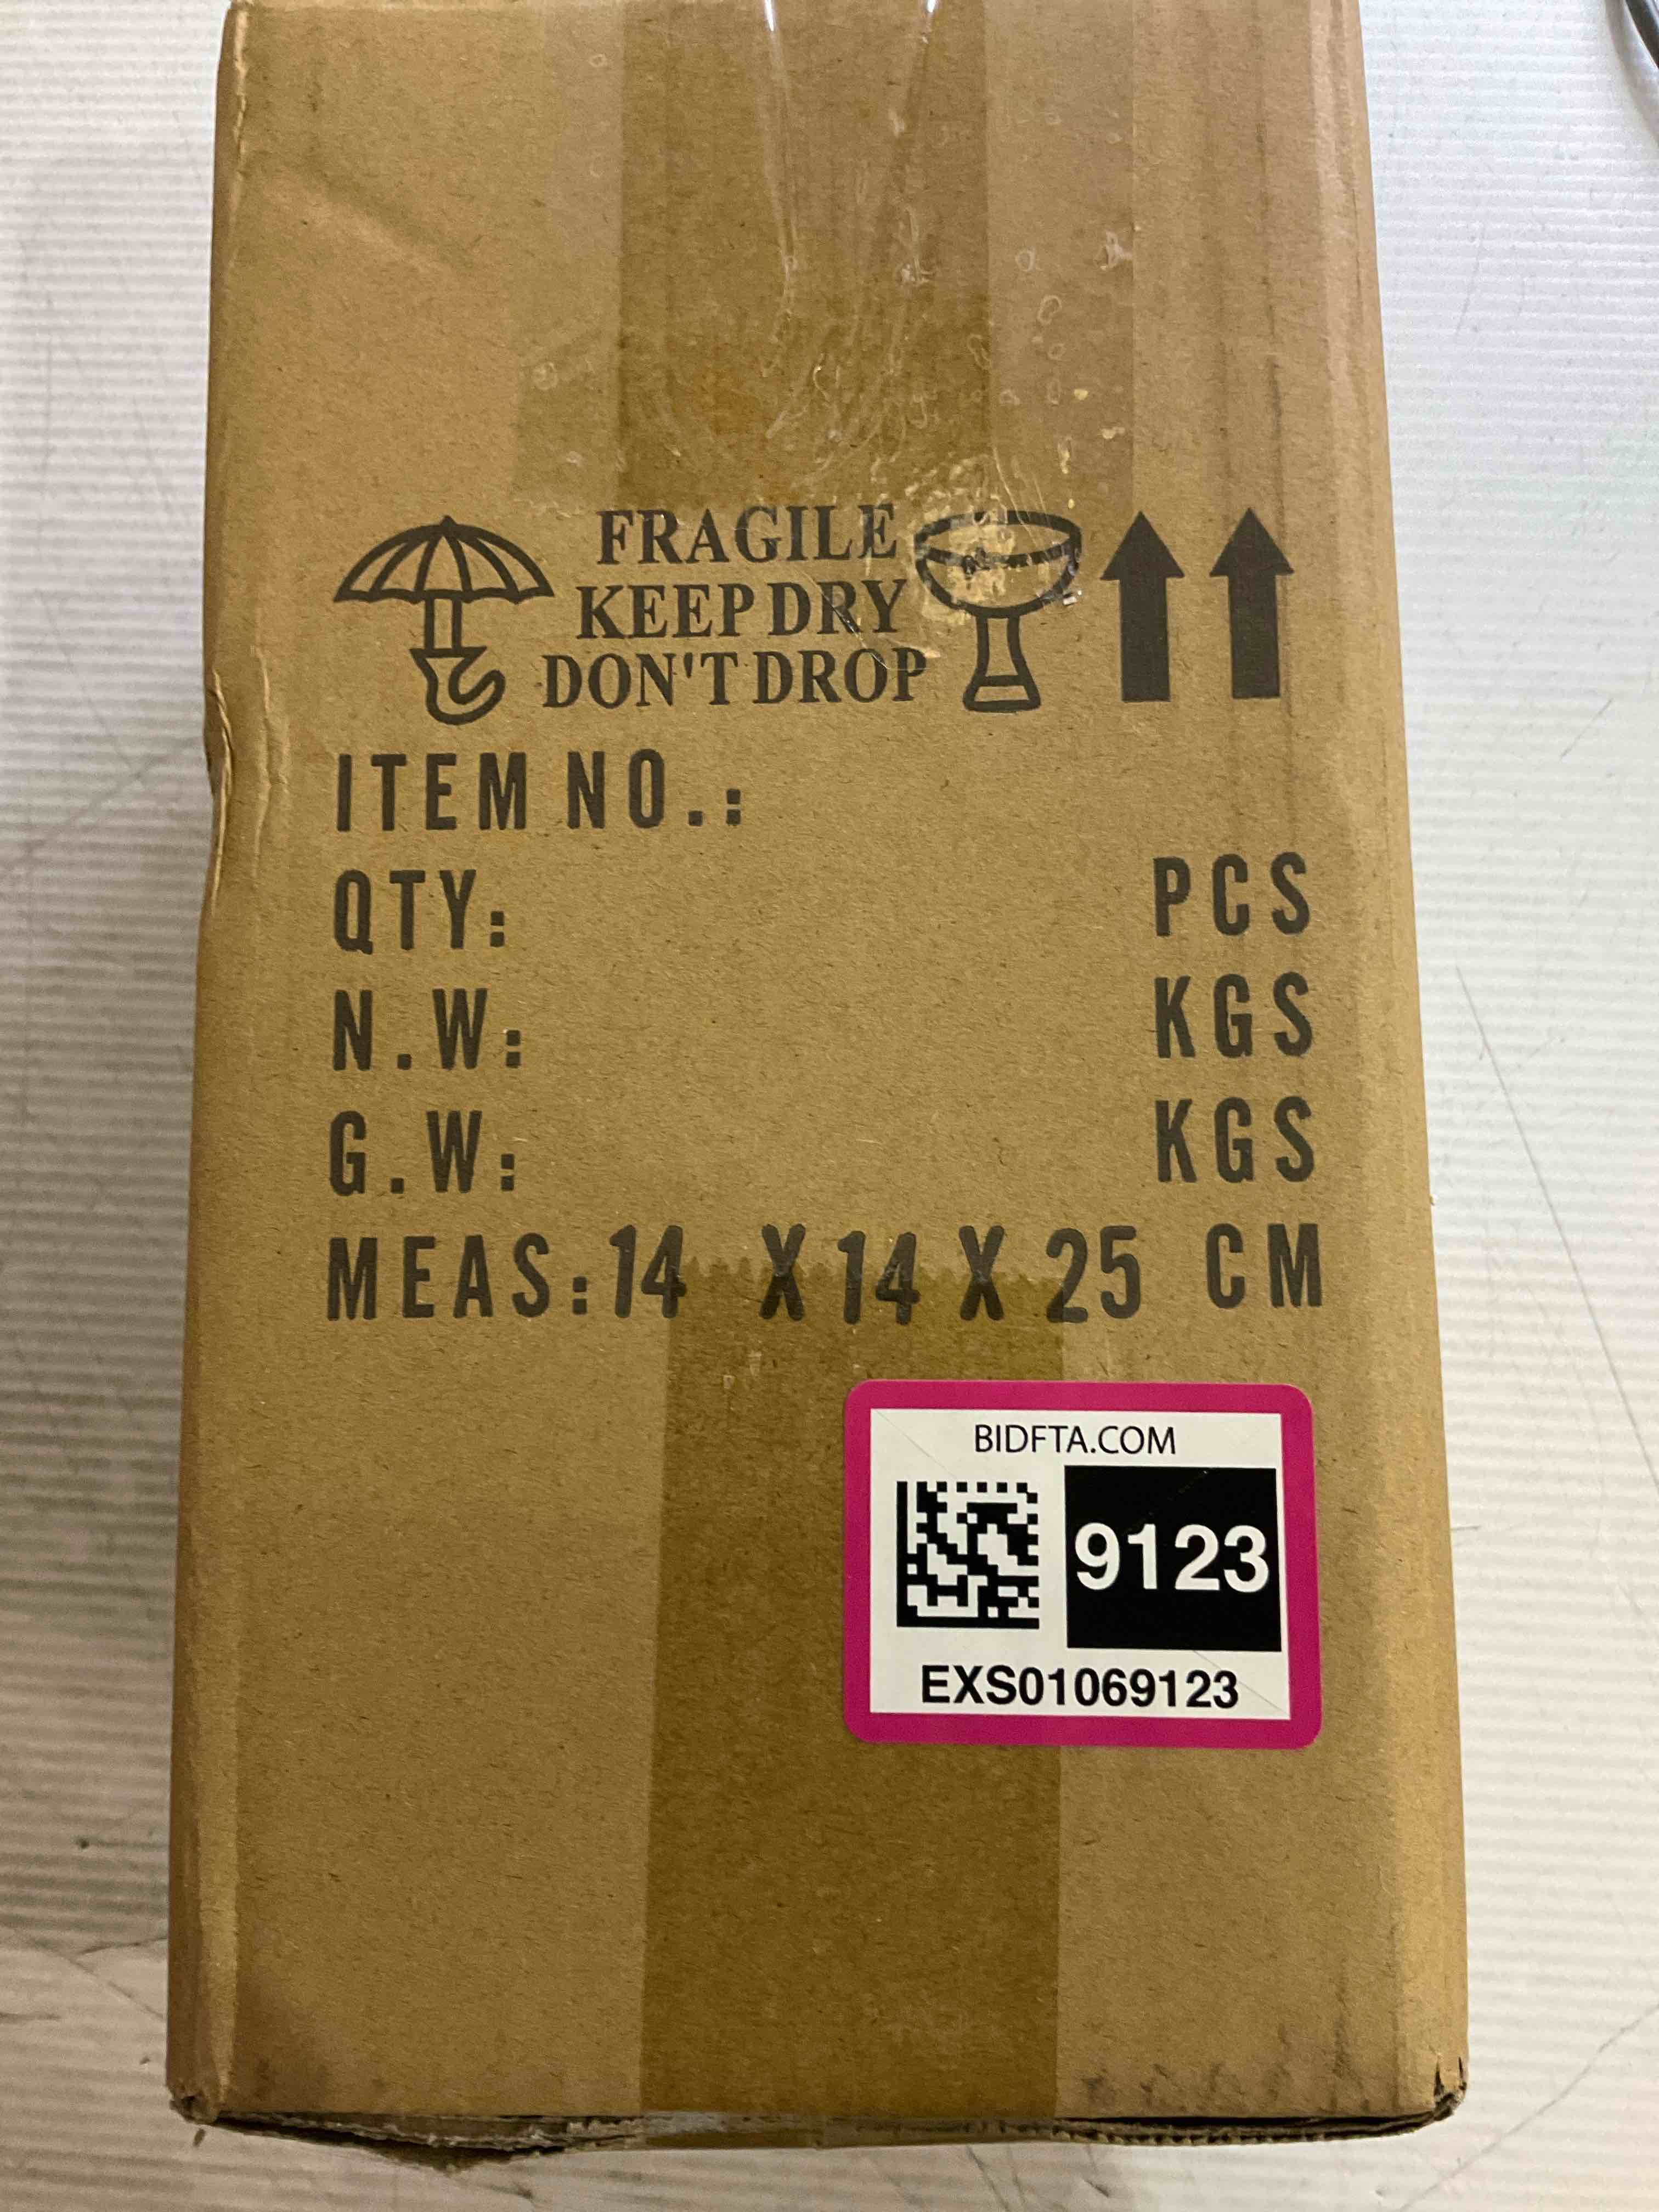 FRAGILE
KEEP DRY
DON'T DROP
ITEM NO.:
QTY: PCS
N.W: KGS
G.W: KGS
MEAS:14 X 14 X 25 CM
BIDFTA.COM
9123
EXS01069123